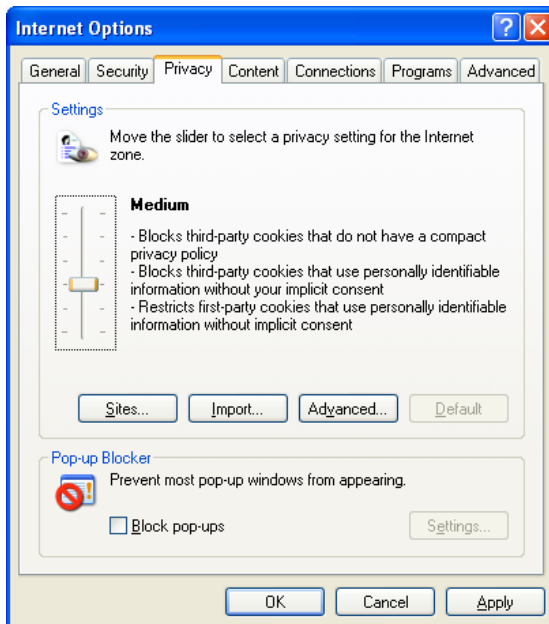 Internet Options
General Security Privacy Content Connections Programs Advanced
Settings
Move the slider to select a privacy setting for the Internet
zone.
Medium
- Blocks third-party cookies that do not have a compact
privacy policy
- Blocks third-party cookies that use personally identifiable
information without your implicit consent
- Restricts first-party cookies that use personally identifiable
information without implicit consent
Sites... Import... Advanced... Default
Pop-up Blocker
Prevent most pop-up windows from appearing.
Block pop-ups Settings...
OK Cancel Apply